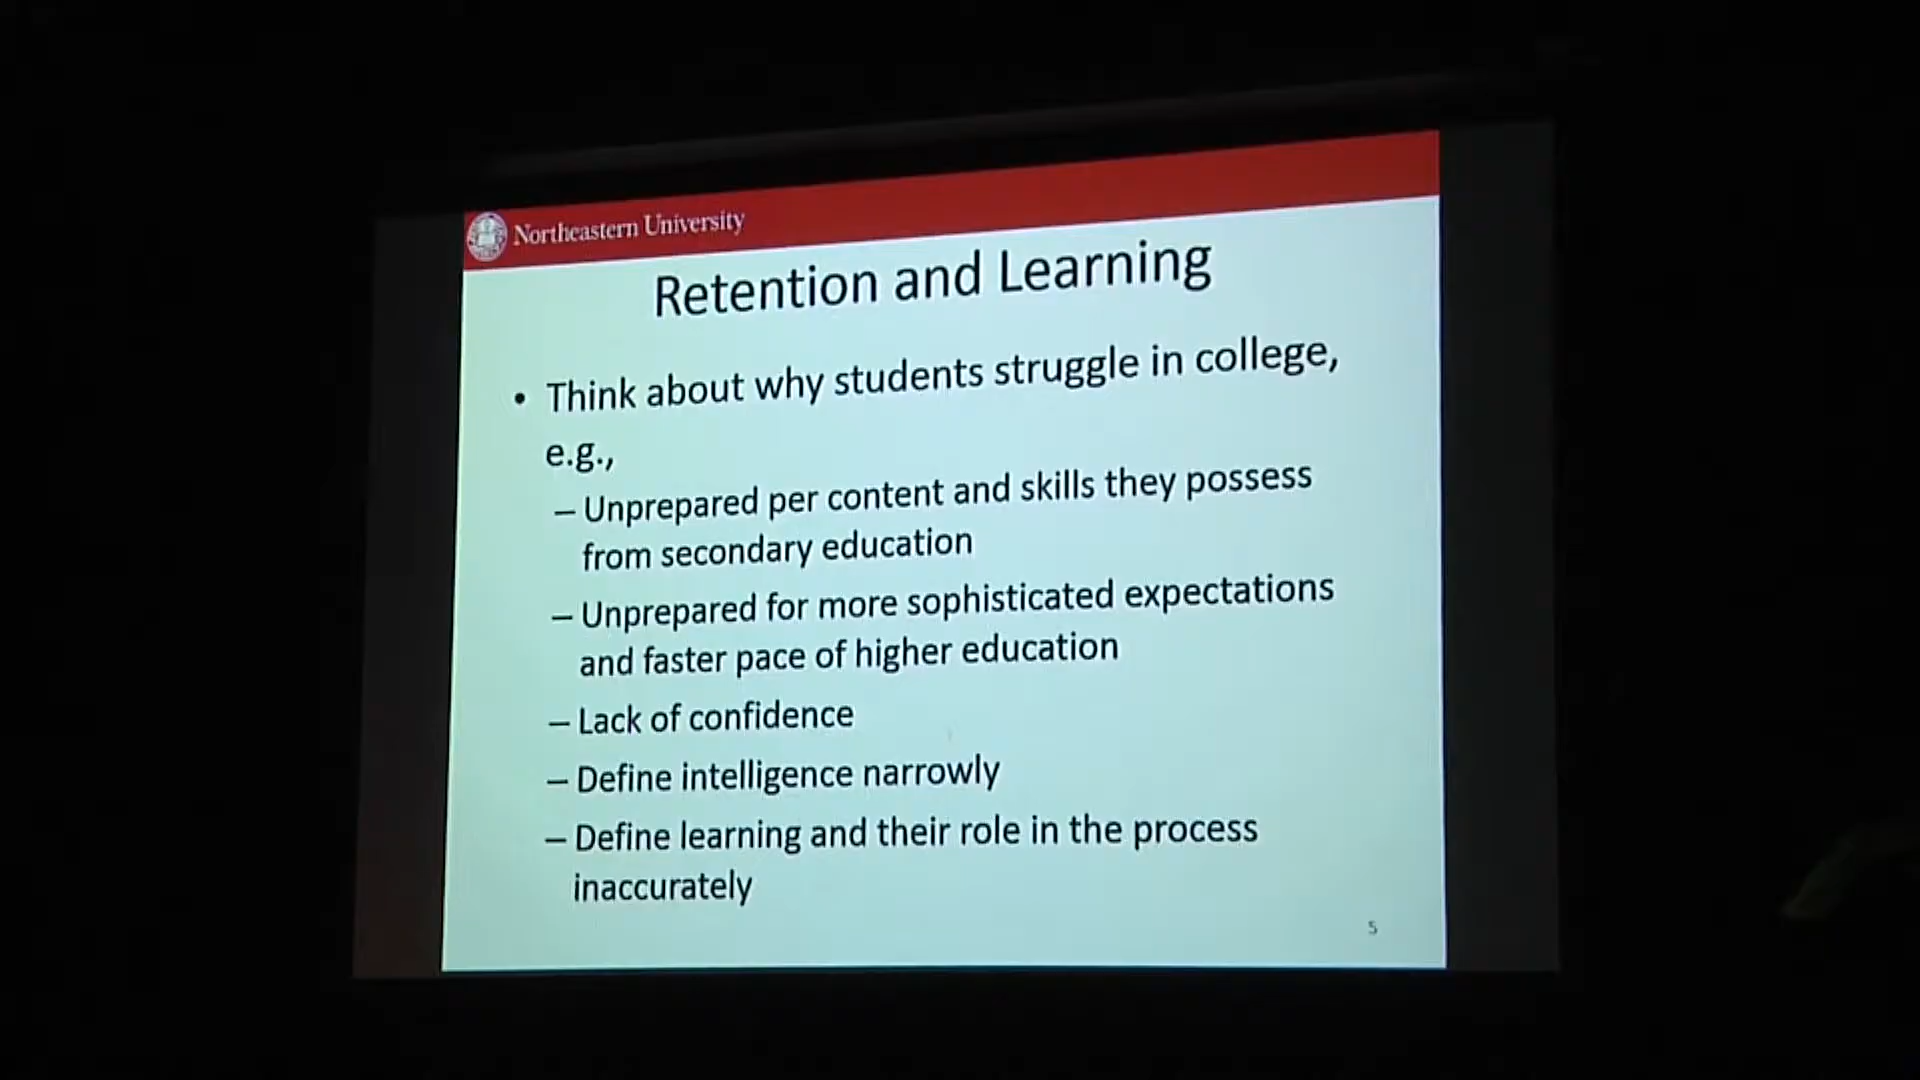 Northeastern University
Retention and Learning
• Think about why students struggle in college,
e.g.,
– Unprepared per content and skills they possess
from secondary education
– Unprepared for more sophisticated expectations
and faster pace of higher education
– Lack of confidence
– Define intelligence narrowly
– Define learning and their role in the process
inaccurately
5